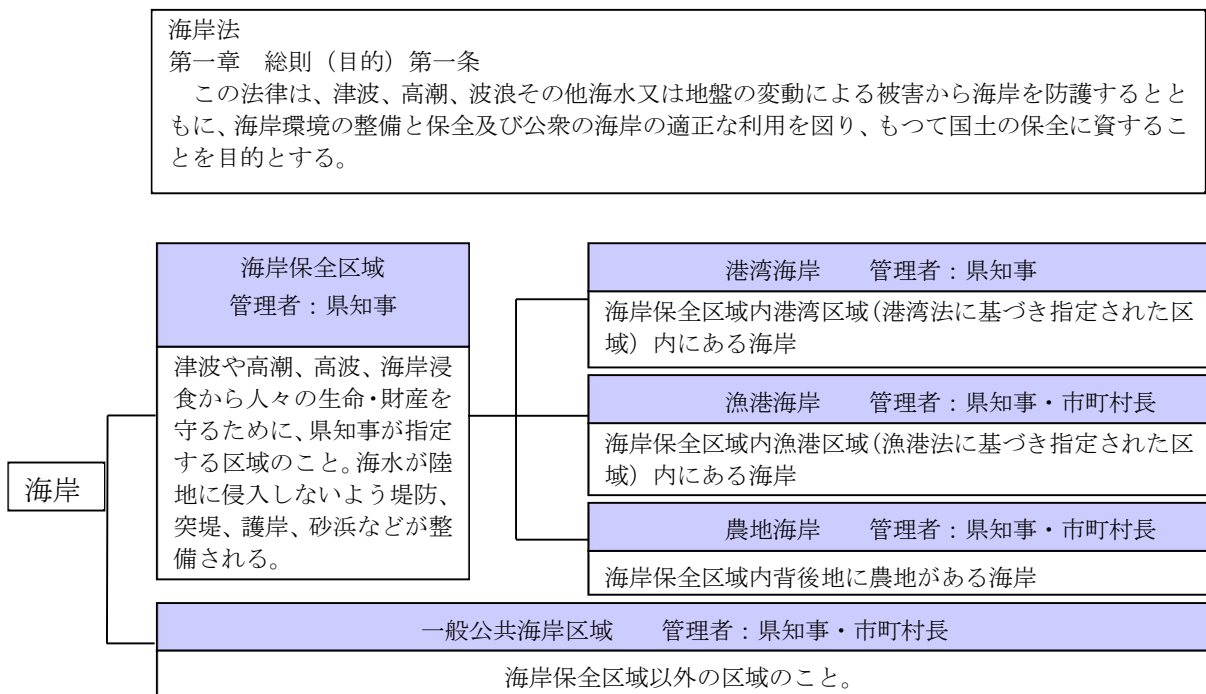 海岸法
第一章　総則（目的）第一条
　この法律は、津波、高潮、波浪その他海水又は地盤の変動による被害から海岸を防護するとと
もに、海岸環境の整備と保全及び公衆の海岸の適正な利用を図り、もつて国土の保全に資するこ
とを目的とする。
海岸
海岸保全区域
管理者：県知事
津波や高潮、高波、海岸浸
食から人々の生命・財産を
守るために、県知事が指定
する区域のこと。海水が陸
地に侵入しないよう堤防、
突堤、護岸、砂浜などが整
備される。
港湾海岸　　管理者：県知事
海岸保全区域内港湾区域（港湾法に基づき指定された区
域）内にある海岸
漁港海岸　　管理者：県知事・市町村長
海岸保全区域内漁港区域（漁港法に基づき指定された区
域）内にある海岸
農地海岸　　管理者：県知事・市町村長
海岸保全区域内背後地に農地がある海岸
一般公共海岸区域　　管理者：県知事・市町村長
海岸保全区域以外の区域のこと。